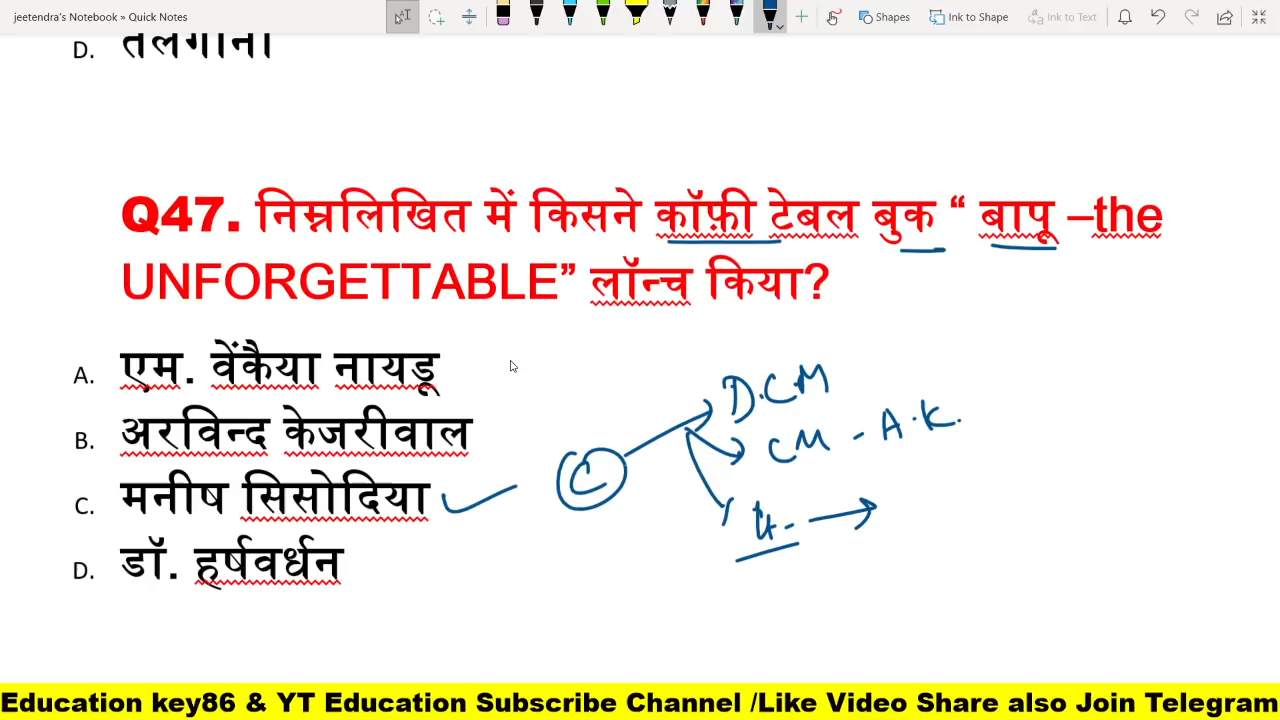 jeetendra's Notebook » Quick Notes Shapes Ink to Shape Ink to Text
D. तेलंगाना
Q47. निम्नलिखित में किसने कॉफ़ी टेबल बुक “ बापू –the
UNFORGETTABLE” लॉन्च किया?
A. एम. वेंकैया नायडू
B. अरविन्द केजरीवाल
C. मनीष सिसोदिया
D. डॉ. हर्षवर्धन
C
D.CM
CM - A.K.
Education key86 & YT Education Subscribe Channel /Like Video Share also Join Telegram